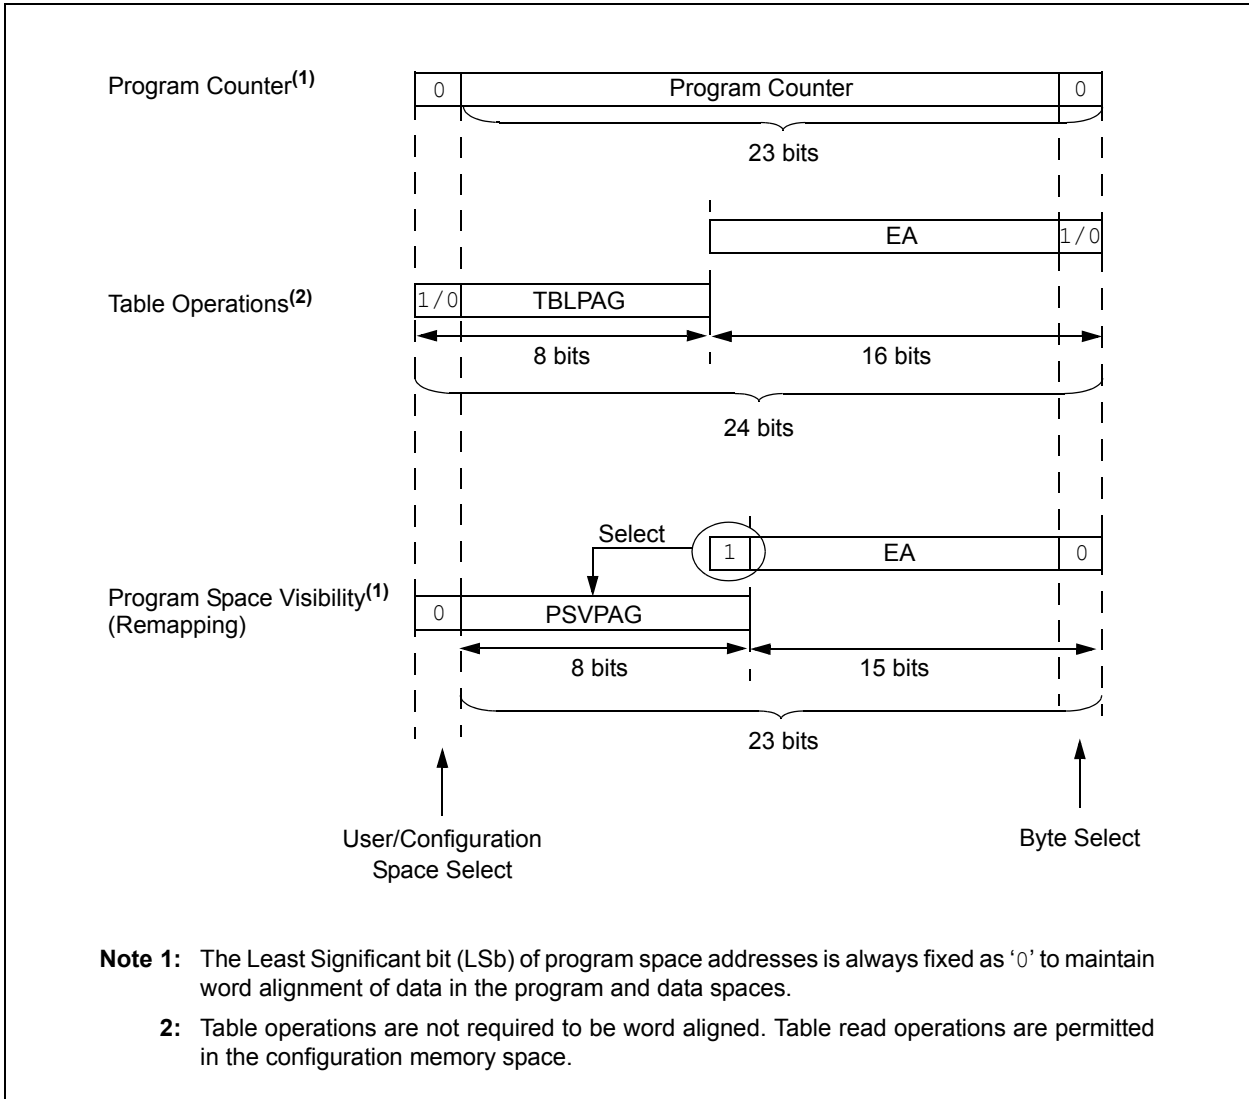 Program Counter(1)
0
Program Counter
0
23 bits
EA
1/0
Table Operations(2)
1/0
TBLPAG
8 bits
16 bits
24 bits
Select
1
EA
0
Program Space Visibility(1)
(Remapping)
0
PSVPAG
8 bits
15 bits
23 bits
User/Configuration
Space Select
Byte Select
Note 1: The Least Significant bit (LSb) of program space addresses is always fixed as ‘0’ to maintain
word alignment of data in the program and data spaces.
2: Table operations are not required to be word aligned. Table read operations are permitted
in the configuration memory space.